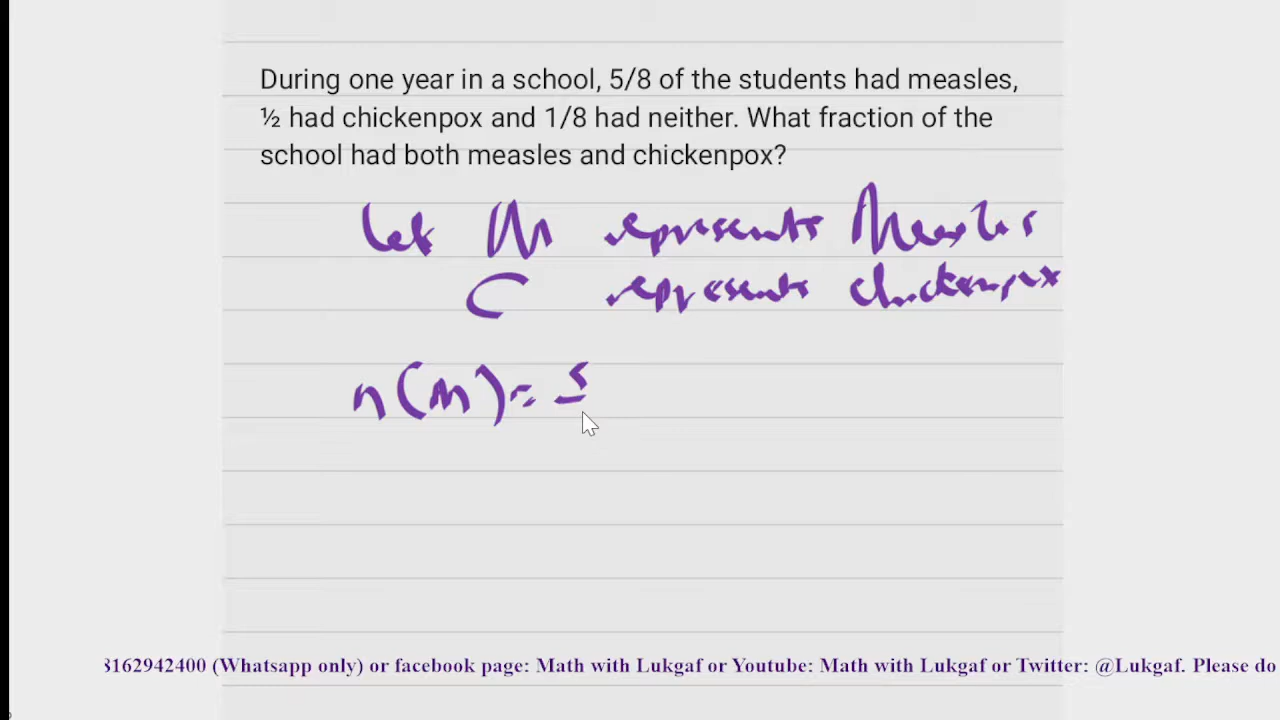 During one year in a school, 5/8 of the students had measles,
½ had chickenpox and 1/8 had neither. What fraction of the
school had both measles and chickenpox?
Let M represents Measles
C represents chickenpox
n(M) = 5
8162942400 (Whatsapp only) or facebook page: Math with Lukgaf or Youtube: Math with Lukgaf or Twitter: @Lukgaf. Please do